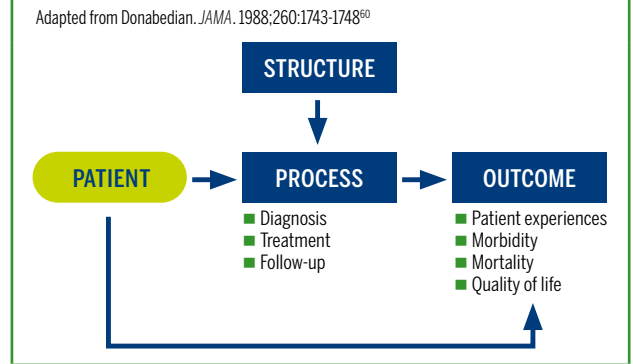 Adapted from Donabedian. JAMA. 1988;260:1743-1748⁶⁰
STRUCTURE
PATIENT
PROCESS
OUTCOME
Diagnosis
Treatment
Follow-up
Patient experiences
Morbidity
Mortality
Quality of life